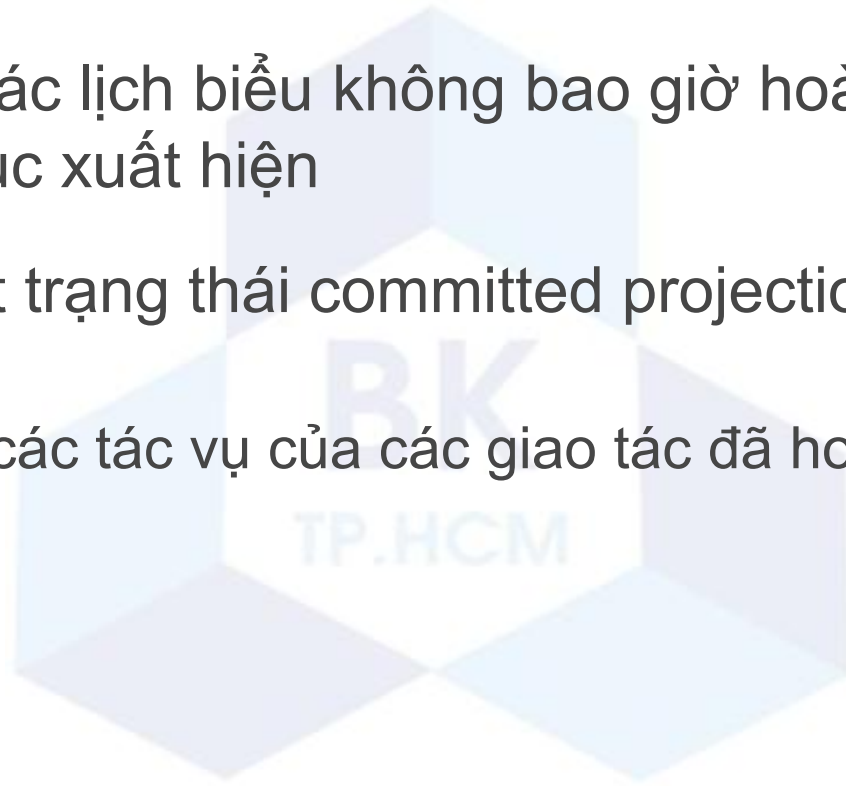 ác lịch biểu không bao giờ hoà
ục xuất hiện
t trạng thái committed projectio
BK
các tác vụ của các giao tác đã ho
TP.HCM